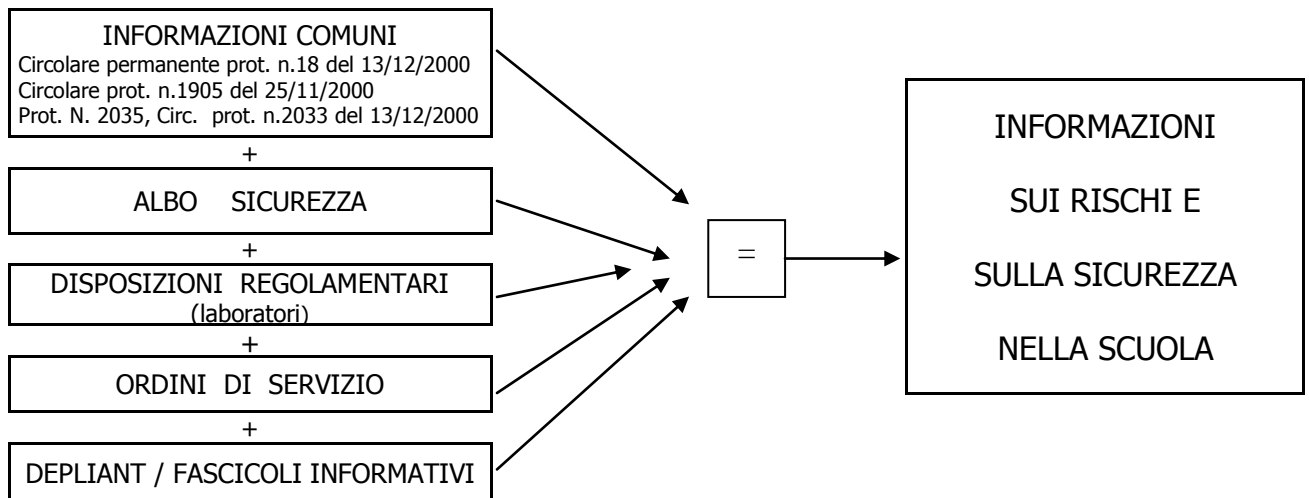 INFORMAZIONI COMUNI
Circolare permanente prot. n.18 del 13/12/2000
Circolare prot. n.1905 del 25/11/2000
Prot. N. 2035, Circ. prot. n.2033 del 13/12/2000
+
ALBO SICUREZZA
+
DISPOSIZIONI REGOLAMENTARI
(laboratori)
+
ORDINI DI SERVIZIO
+
DEPLIANT / FASCICOLI INFORMATIVI
=
INFORMAZIONI
SUI RISCHI E
SULLA SICUREZZA
NELLA SCUOLA